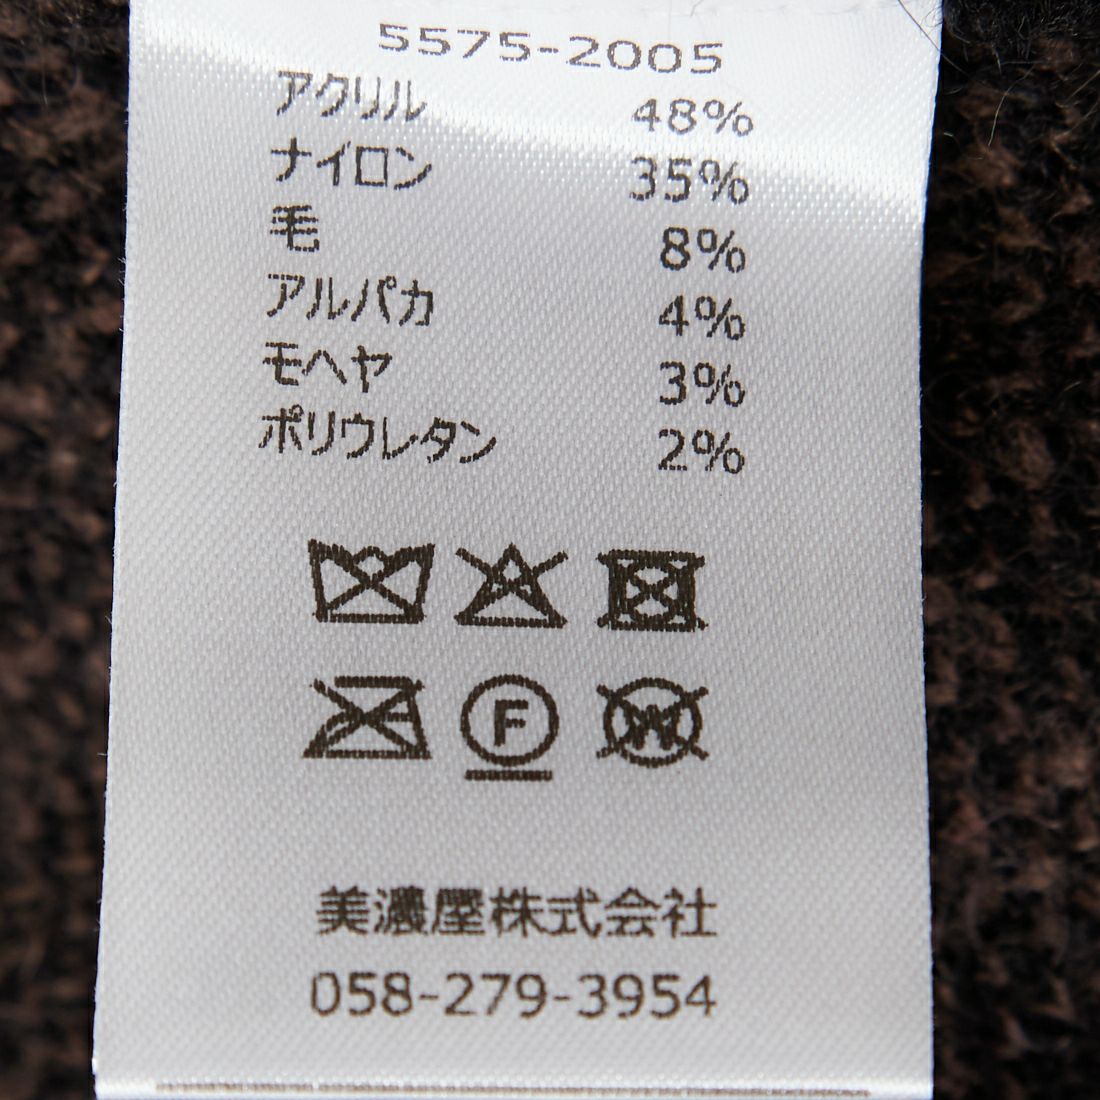 5575-2005
アクリル 48%
ナイロン 35%
毛 8%
アルパカ 4%
モヘヤ 3%
ポリウレタン 2%
F W
美濃屋株式会社
058-279-3954